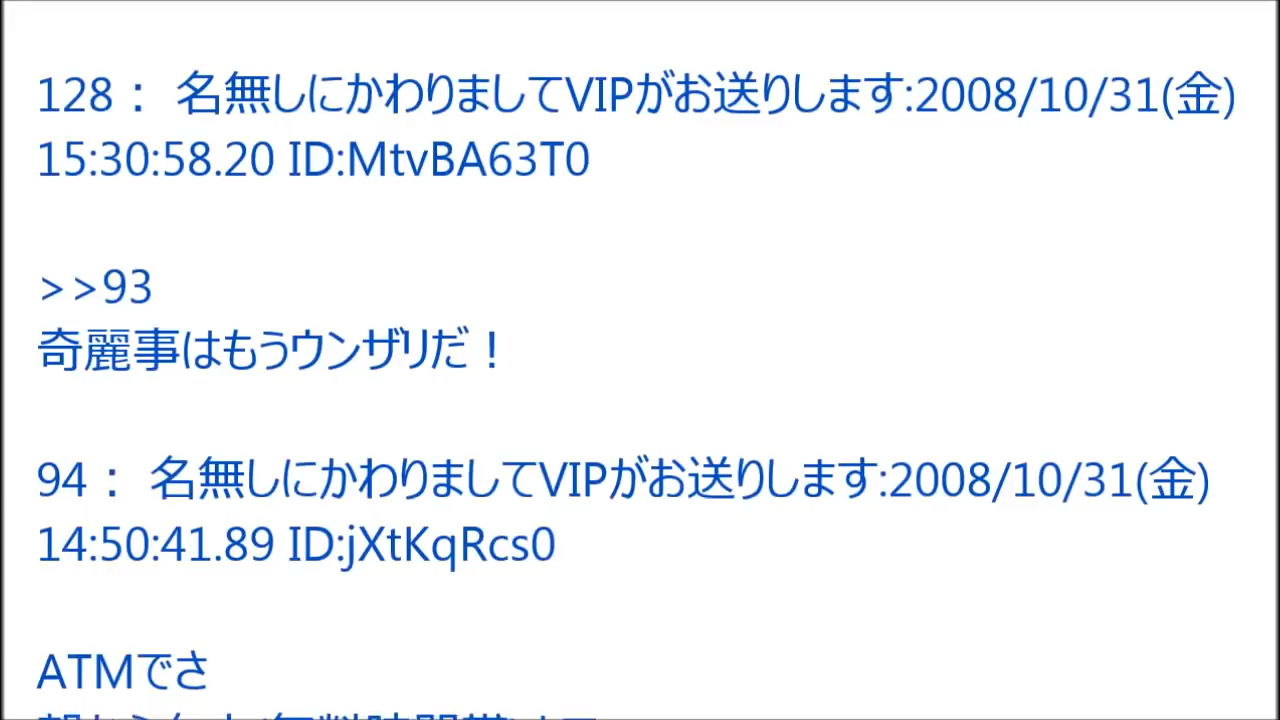 128： 名無しにかわりましてVIPがお送りします:2008/10/31(金)
15:30:58.20 ID:MtvBA63T0
>>93
奇麗事はもうウンザリだ！
94： 名無しにかわりましてVIPがお送りします:2008/10/31(金)
14:50:41.89 ID:jXtKqRcs0
ATMでさ